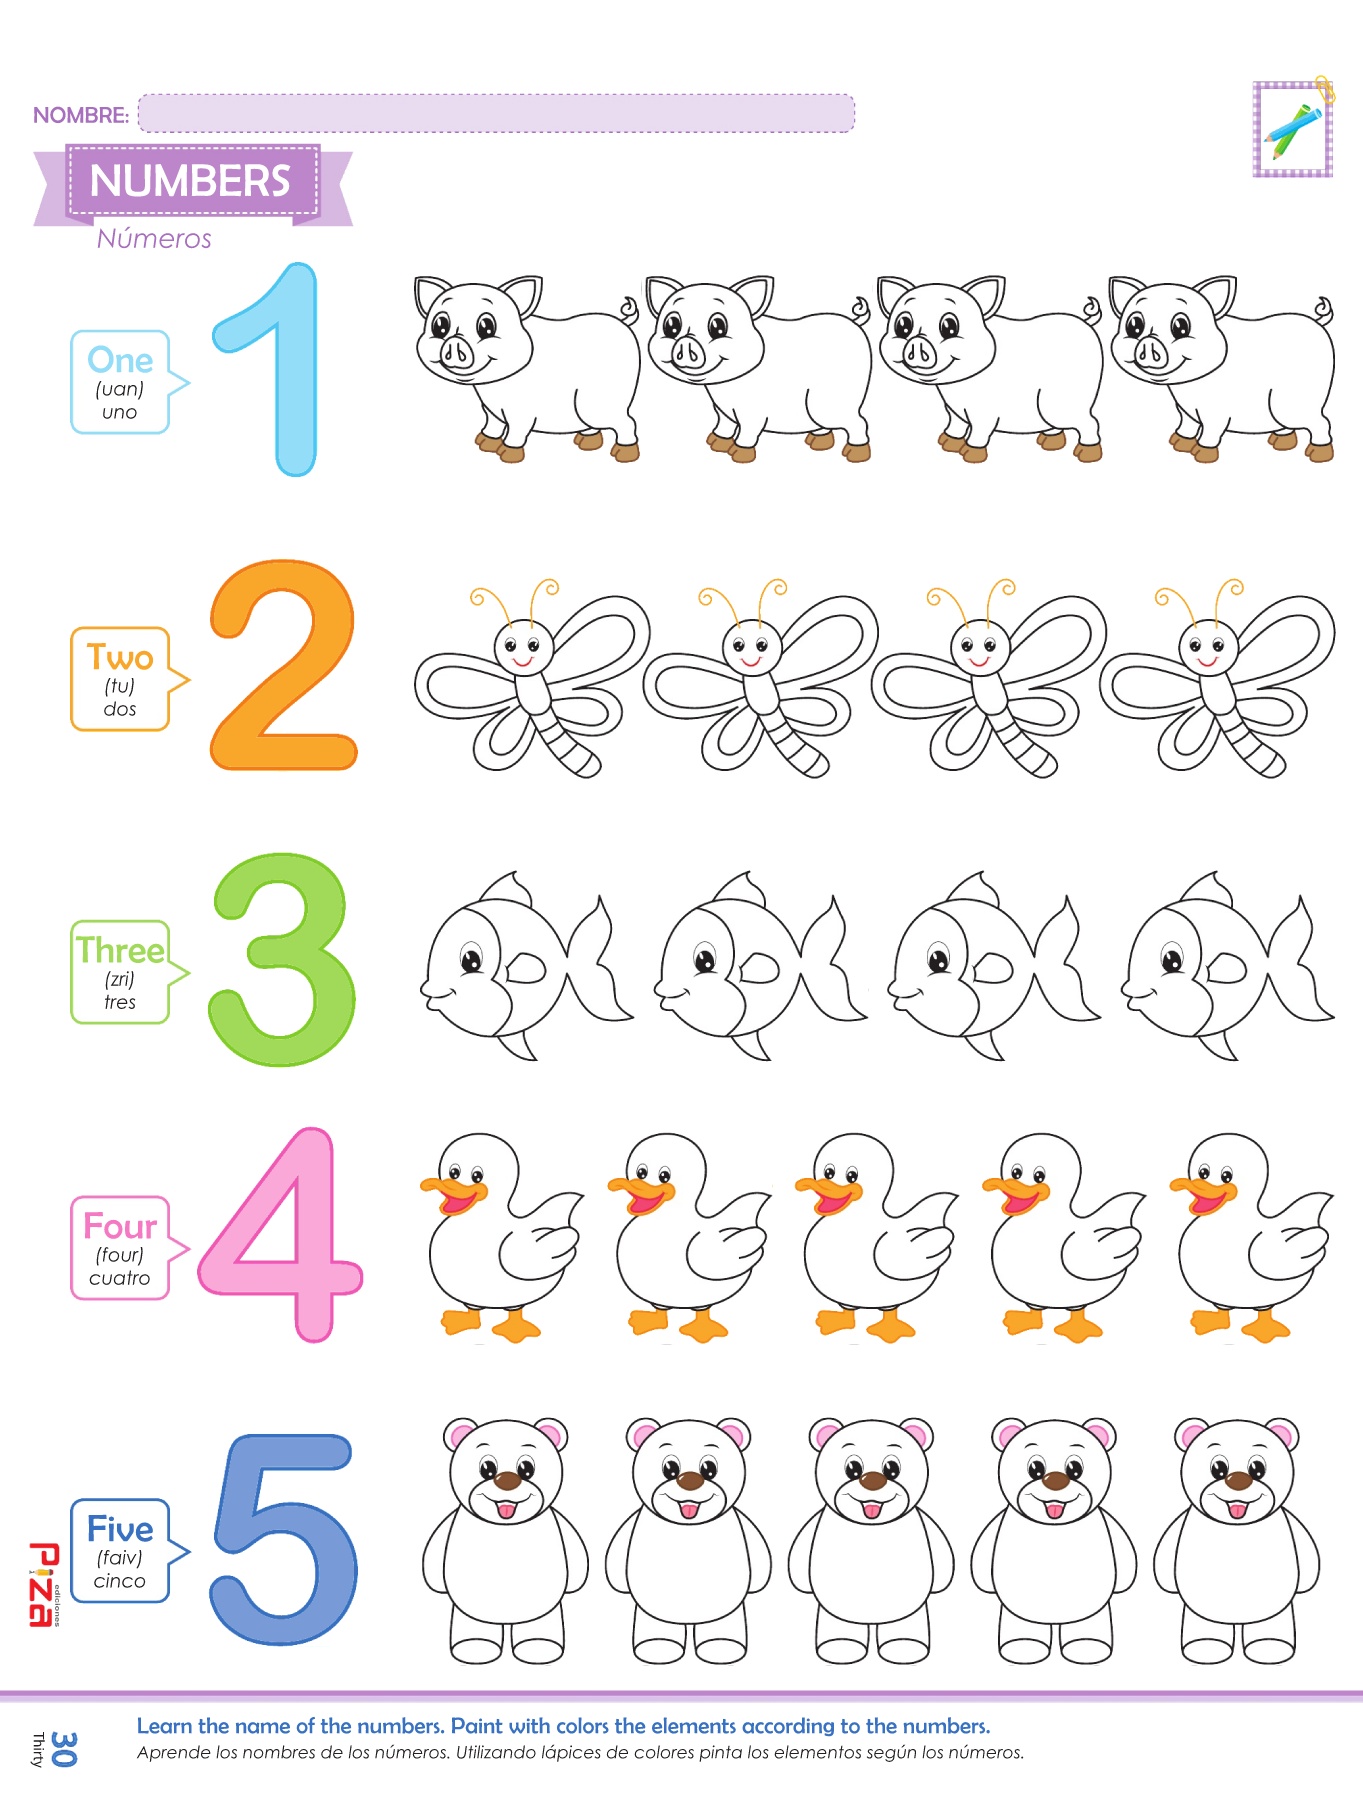 NOMBRE:
NUMBERS
Números
1
One
(uan)
uno
2
Two
(tu)
dos
3
Three
(zri)
tres
4
Four
(four)
cuatro
5
Five
(faiv)
cinco
Piza
ediciones
30
Thirty
Learn the name of the numbers. Paint with colors the elements according to the numbers.
Aprende los nombres de los números. Utilizando lápices de colores pinta los elementos según los números.